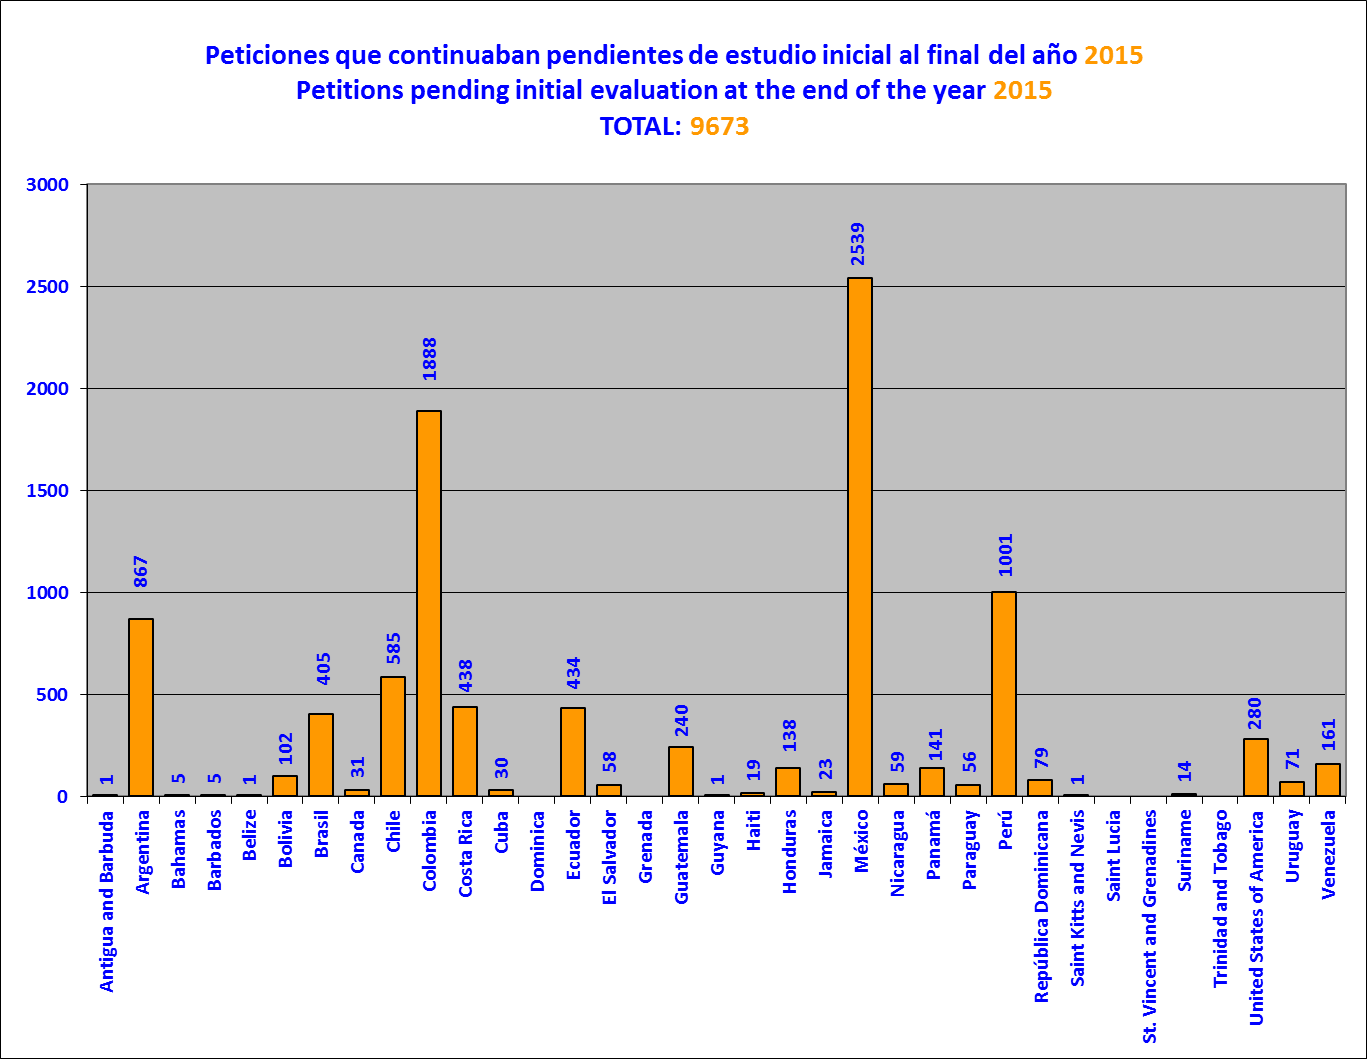 Peticiones que continuaban pendientes de estudio inicial al final del año 2015
Petitions pending initial evaluation at the end of the year 2015
TOTAL: 9673
3000
2500
2000
1500
1000
500
0
1
867
5
5
1
102
405
31
585
1888
438
30
434
58
240
1
19
138
23
2539
59
141
56
1001
79
1
14
280
71
161
Antigua and Barbuda
Argentina
Bahamas
Barbados
Belize
Bolivia
Brasil
Canada
Chile
Colombia
Costa Rica
Cuba
Dominica
Ecuador
El Salvador
Grenada
Guatemala
Guyana
Haiti
Honduras
Jamaica
México
Nicaragua
Panamá
Paraguay
Perú
República Dominicana
Saint Kitts and Nevis
Saint Lucia
St. Vincent and Grenadines
Suriname
Trinidad and Tobago
United States of America
Uruguay
Venezuela